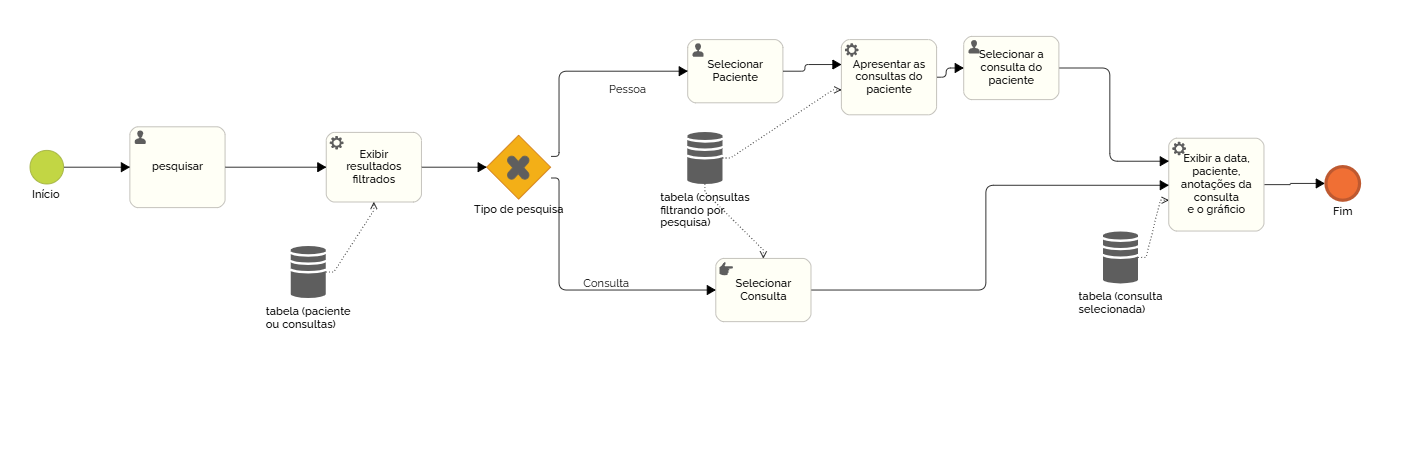 Início
pesquisar
Exibir
resultados
filtrados
tabela (paciente
ou consultas)
Tipo de pesquisa
Pessoa
Consulta
Selecionar
Paciente
Apresentar as
consultas do
paciente
Selecionar a
consulta do
paciente
tabela (consultas
filtrando por
pesquisa)
Selecionar
Consulta
Exibir a data,
paciente,
anotações da
consulta
e o gráficio
tabela (consulta
selecionada)
Fim